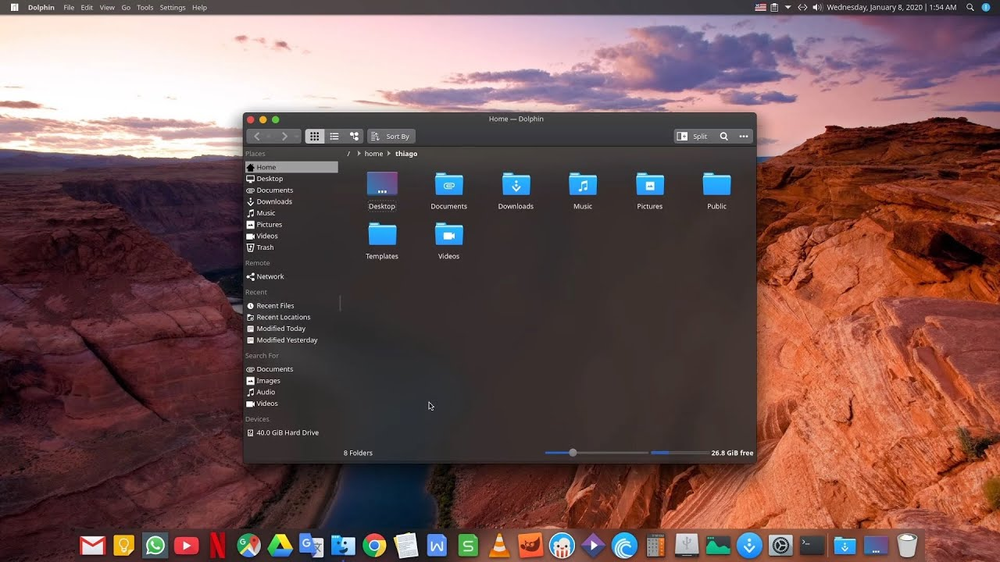 Dolphin File Edit View Go Tools Settings Help
Wednesday, January 8, 2020 | 1:54 AM
Home — Dolphin
Sort By
Split
Places
Home
Desktop
Documents
Downloads
Music
Pictures
Videos
Trash
Remote
Network
Recent
Recent Files
Recent Locations
Modified Today
Modified Yesterday
Search For
Documents
Images
Audio
Videos
Devices
40.0 GiB Hard Drive
/ home thiago
Desktop Documents Downloads Music Pictures Public
Templates Videos
8 Folders
26.8 GiB free